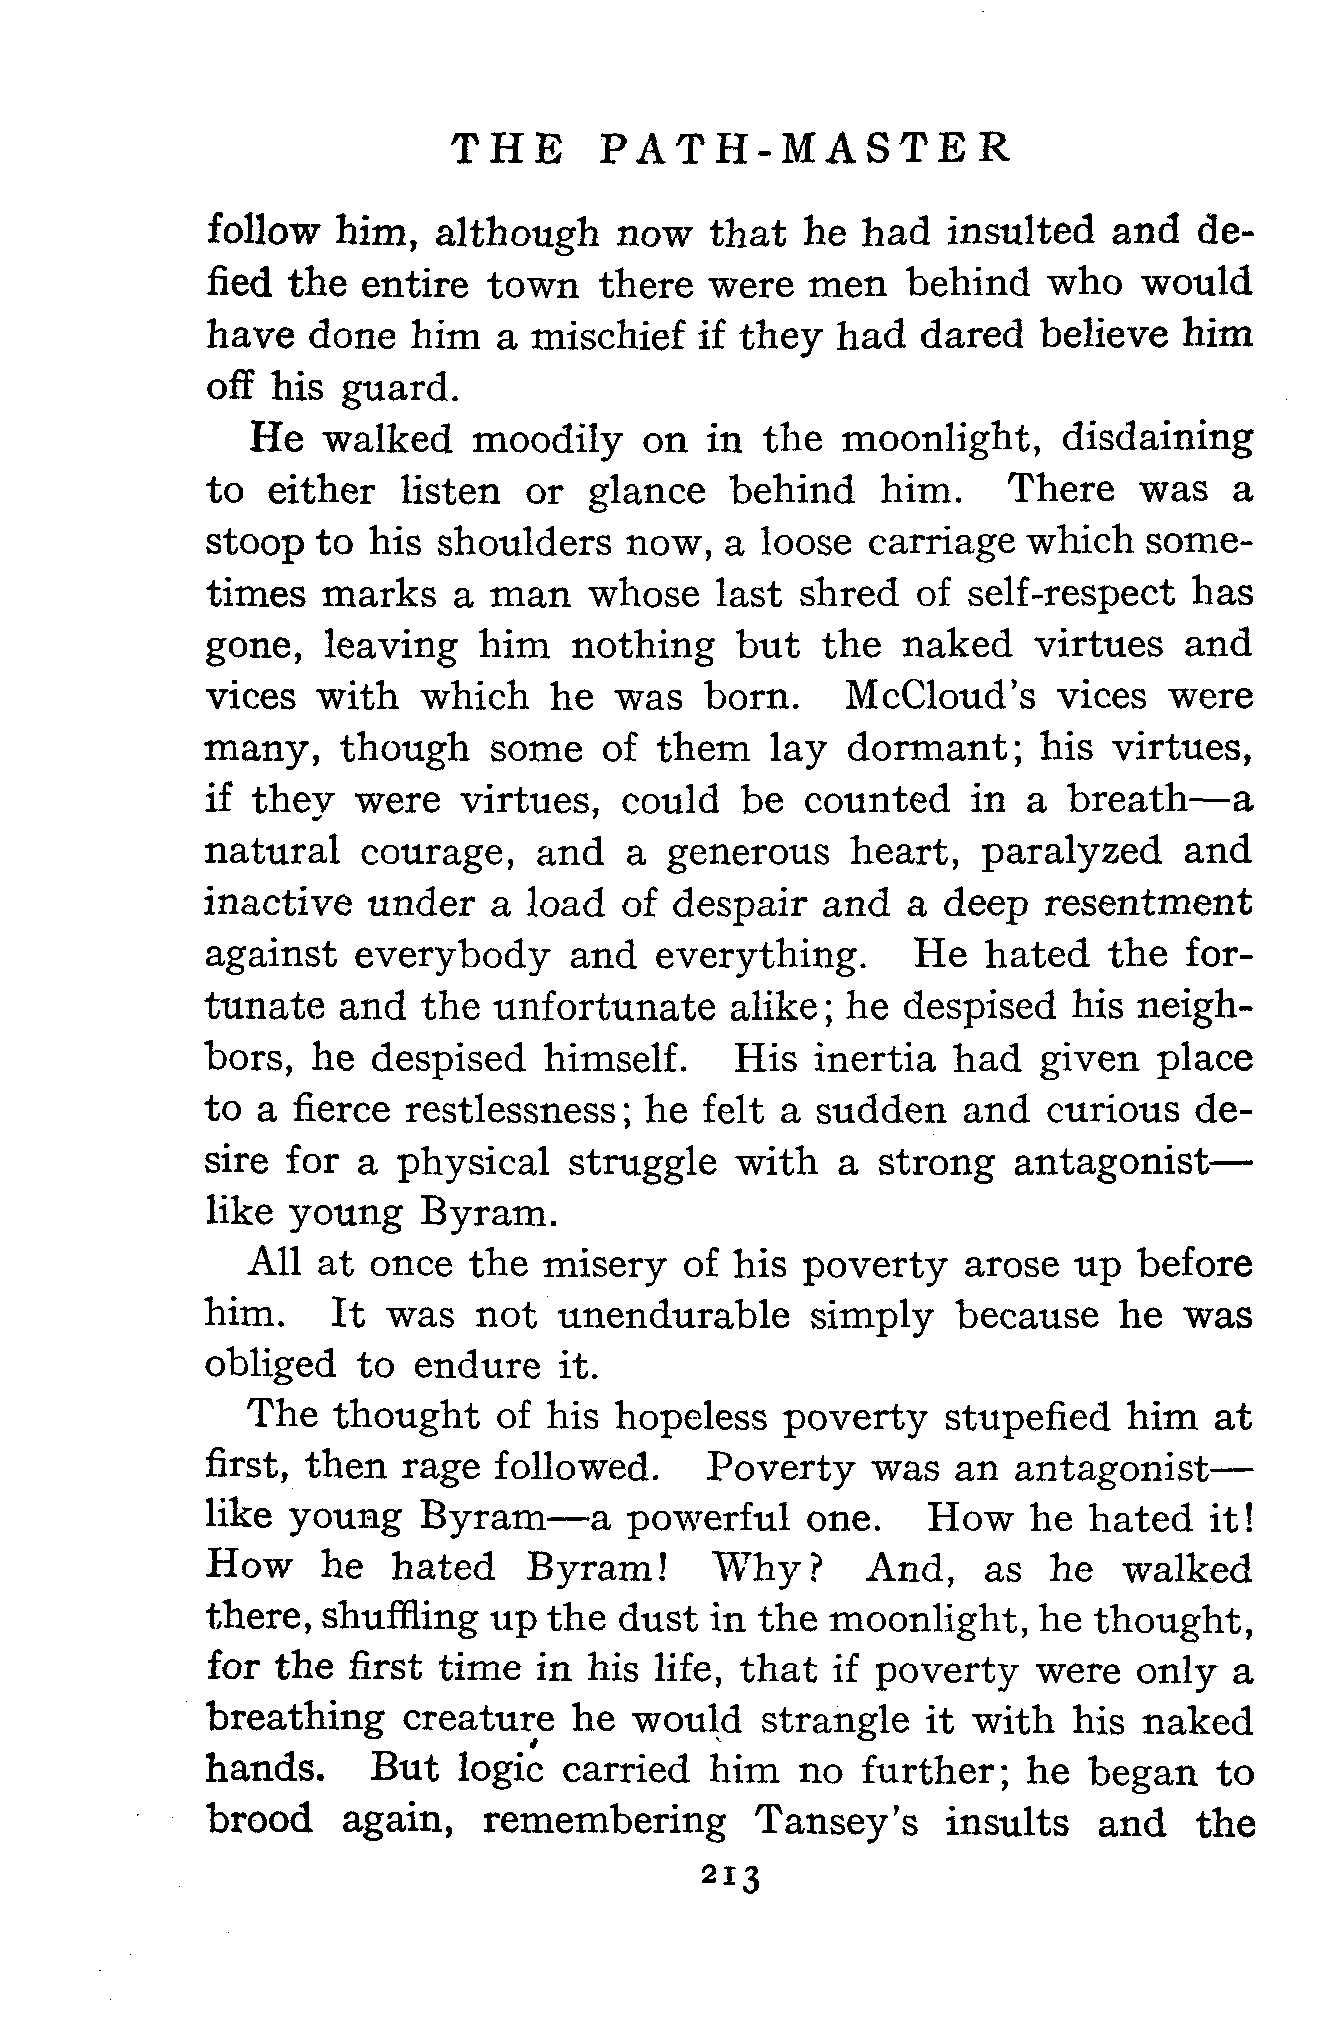 THE PATH-MASTER
follow him, although now that he had insulted and de-
fied the entire town there were men behind who would
have done him a mischief if they had dared believe him
off his guard.
He walked moodily on in the moonlight, disdaining
to either listen or glance behind him. There was a
stoop to his shoulders now, a loose carriage which some-
times marks a man whose last shred of self-respect has
gone, leaving him nothing but the naked virtues and
vices with which he was born. McCloud's vices were
many, though some of them lay dormant; his virtues,
if they were virtues, could be counted in a breath—a
natural courage, and a generous heart, paralyzed and
inactive under a load of despair and a deep resentment
against everybody and everything. He hated the for-
tunate and the unfortunate alike; he despised his neigh-
bors, he despised himself. His inertia had given place
to a fierce restlessness; he felt a sudden and curious de-
sire for a physical struggle with a strong antagonist—
like young Byram.
All at once the misery of his poverty arose up before
him. It was not unendurable simply because he was
obliged to endure it.
The thought of his hopeless poverty stupefied him at
first, then rage followed. Poverty was an antagonist—
like young Byram—a powerful one. How he hated it!
How he hated Byram! Why? And, as he walked
there, shuffling up the dust in the moonlight, he thought,
for the first time in his life, that if poverty were only a
breathing creature he would strangle it with his naked
hands. But logic carried him no further; he began to
brood again, remembering Tansey's insults and the
213